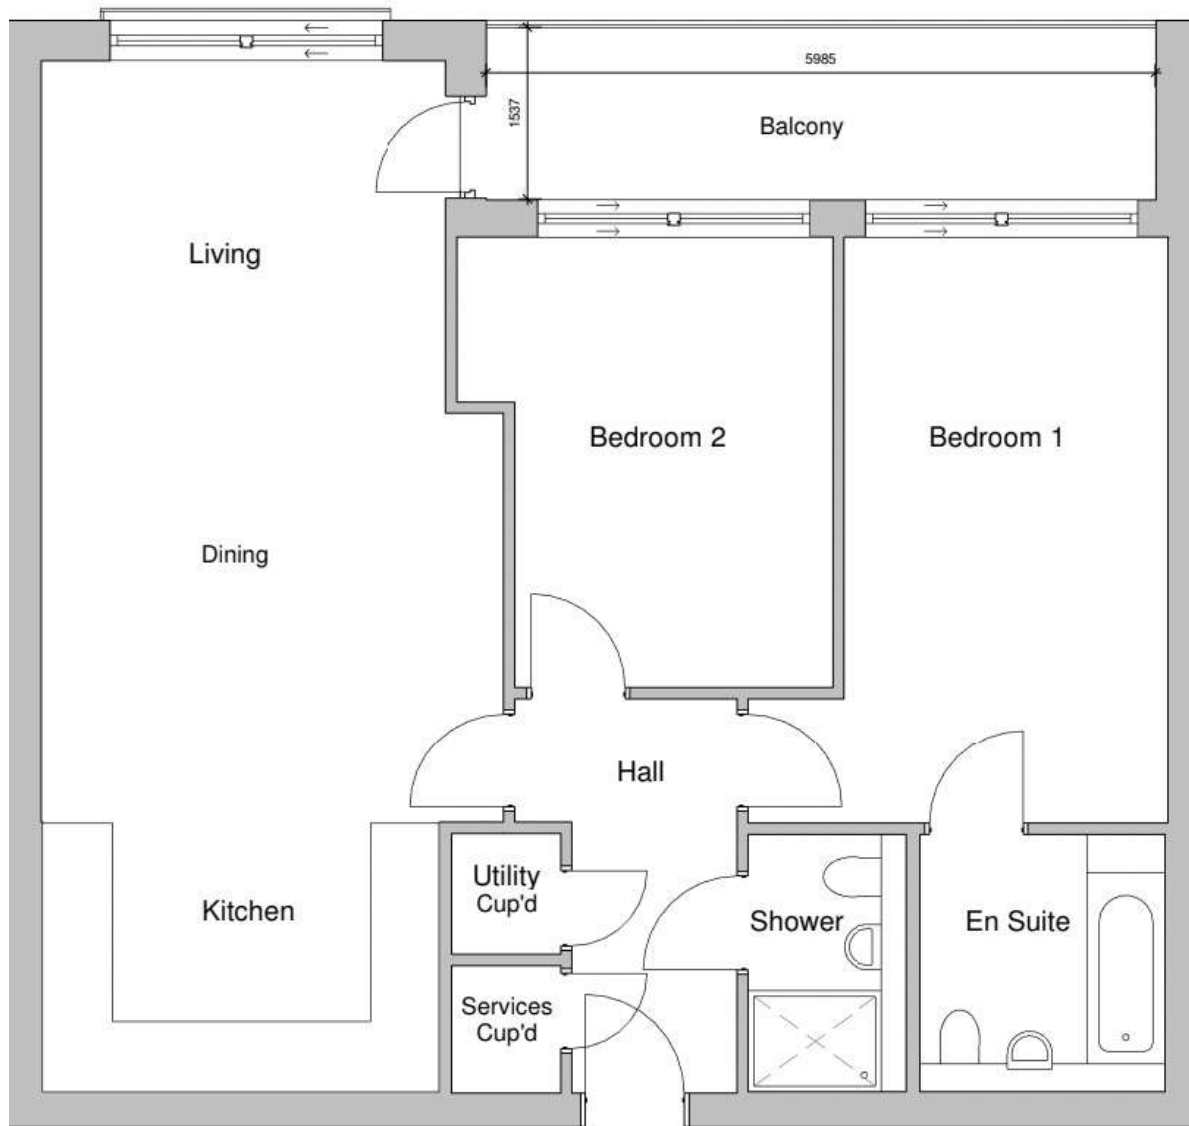 5985
1537
Balcony
Living
Bedroom 2
Bedroom 1
Dining
Hall
Utility
Cup'd
Kitchen
Shower
En Suite
Services
Cup'd